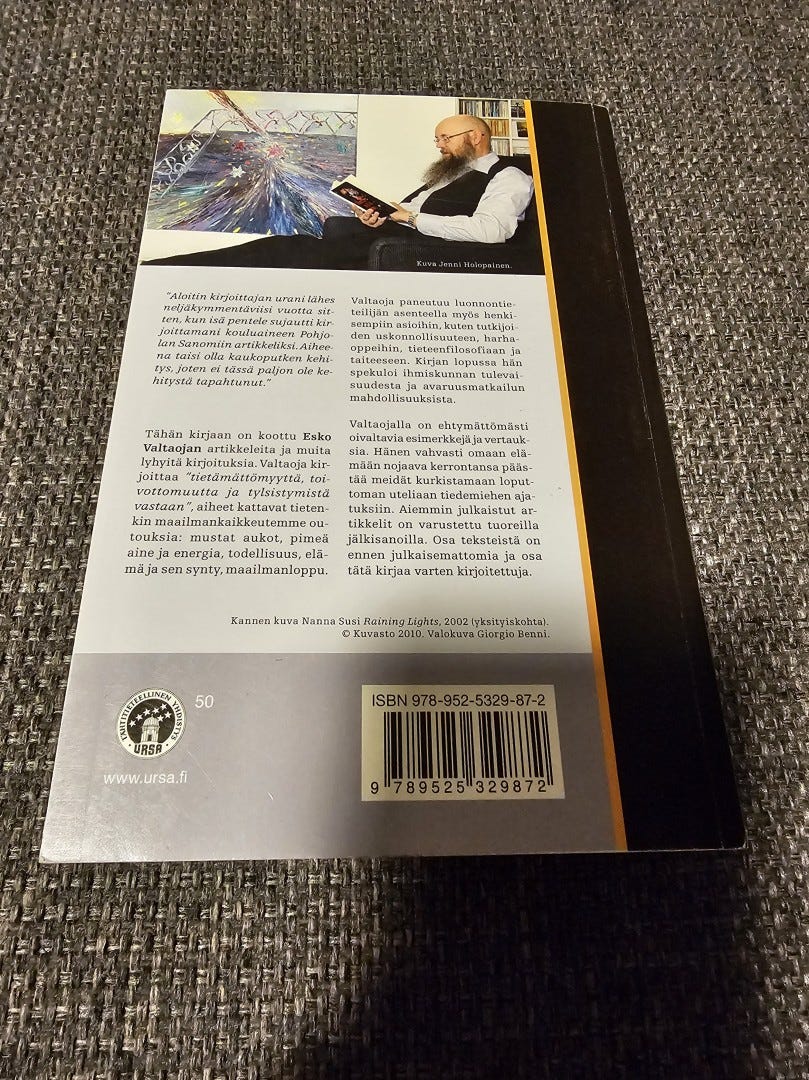 Kuva Jenni Holopainen.
"Aloitin kirjoittajan urani lähes
neljäkymmentäviisi vuotta sit-
ten, kun isä pentele sujautti kir-
joittamani kouluaineen Pohjo-
lan Sanomiin artikkeliksi. Aihee-
na taisi olla kaukoputken kehi-
tys, joten ei tässä paljon ole ke-
hitystä tapahtunut."
Tähän kirjaan on koottu Esko
Valtaojan artikkeleita ja muita
lyhyitä kirjoituksia. Valtaoja kir-
joittaa "tietämättömyyttä, toi-
vottomuutta ja tylsistymistä
vastaan", aiheet kattavat tieten-
kin maailmankaikkeutemme ou-
touksia: mustat aukot, pimeä
aine ja energia, todellisuus, elä-
mä ja sen synty, maailmanloppu.
Valtaoja paneutuu luonnontie-
teilijän asenteella myös henki-
sempiin asioihin, kuten tutkijoi-
den uskonnollisuuteen, harha-
oppeihin, tieteenfilosofiaan ja
taiteeseen. Kirjan lopussa hän
spekuloi ihmiskunnan tulevai-
suudesta ja avaruusmatkailun
mahdollisuuksista.
Valtaojalla on ehtymättömästi
oivaltavia esimerkkejä ja vertauk-
sia. Hänen vahvasti omaan elä-
mään nojaava kerrontansa pääs-
tää meidät kurkistamaan loput-
toman uteliaan tiedemiehen aja-
tuksiin. Aiemmin julkaistut ar-
tikkelit on varustettu tuoreilla
jälkisanoilla. Osa teksteistä on
ennen julkaisemattomia ja osa
tätä kirjaa varten kirjoitettuja.
Kannen kuva Nanna Susi Raining Lights, 2002 (yksityiskohta).
© Kuvasto 2010. Valokuva Giorgio Benni.
TÄHTITIETEELLINEN YHDISTYS
URSA
50
www.ursa.fi
ISBN 978-952-5329-87-2
9 789525 329872